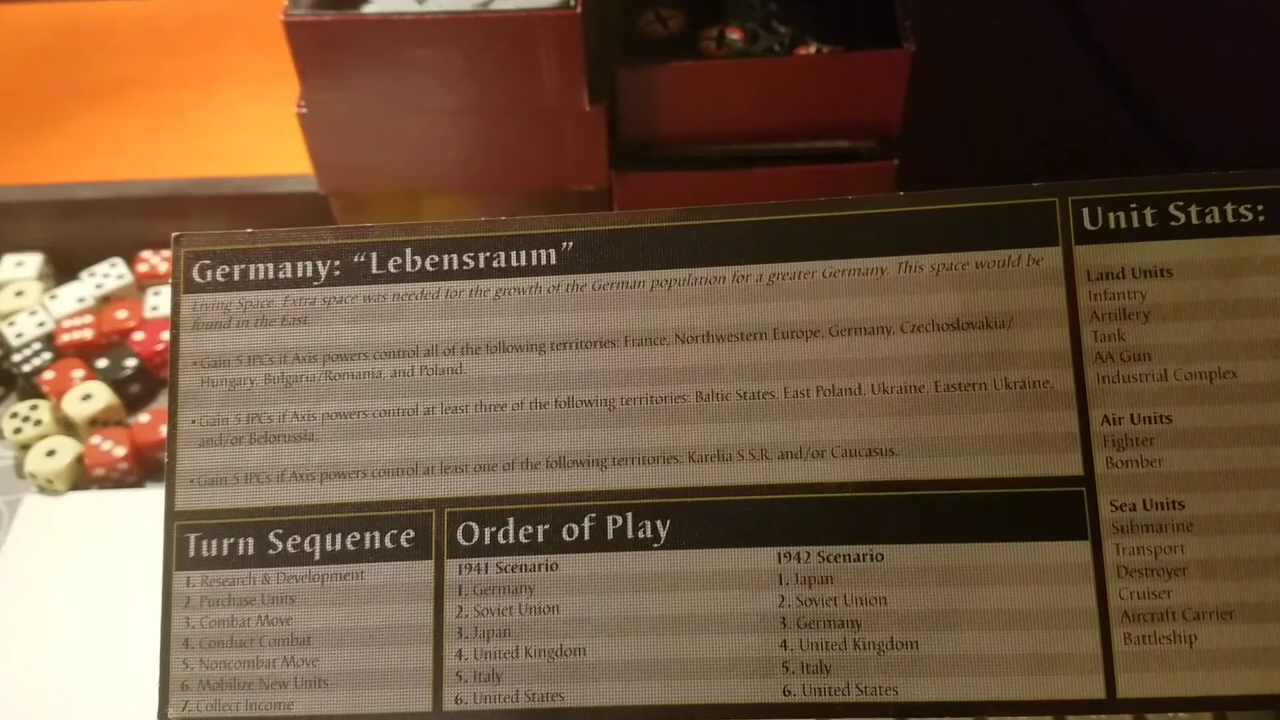 Germany: “Lebensraum”
Living Space. Extra space was needed for the growth of the German population for a greater Germany. This space would be
found in the East.
• Gain 5 IPCs if Axis powers control all of the following territories: France, Northwestern Europe, Germany, Czechoslovakia/
Hungary, Bulgaria/Romania, and Poland.
• Gain 5 IPCs if Axis powers control at least three of the following territories: Baltic States, East Poland, Ukraine, Eastern Ukraine,
and/or Belorussia.
• Gain 5 IPCs if Axis powers control at least one of the following territories: Karelia S.S.R. and/or Caucasus.
Turn Sequence
1. Research & Development
2. Purchase Units
3. Combat Move
4. Conduct Combat
5. Noncombat Move
6. Mobilize New Units
7. Collect Income
Order of Play
1941 Scenario
1. Germany
2. Soviet Union
3. Japan
4. United Kingdom
5. Italy
6. United States
1942 Scenario
1. Japan
2. Soviet Union
3. Germany
4. United Kingdom
5. Italy
6. United States
Unit Stats:
Land Units
Infantry
Artillery
Tank
AA Gun
Industrial Complex
Air Units
Fighter
Bomber
Sea Units
Submarine
Transport
Destroyer
Cruiser
Aircraft Carrier
Battleship